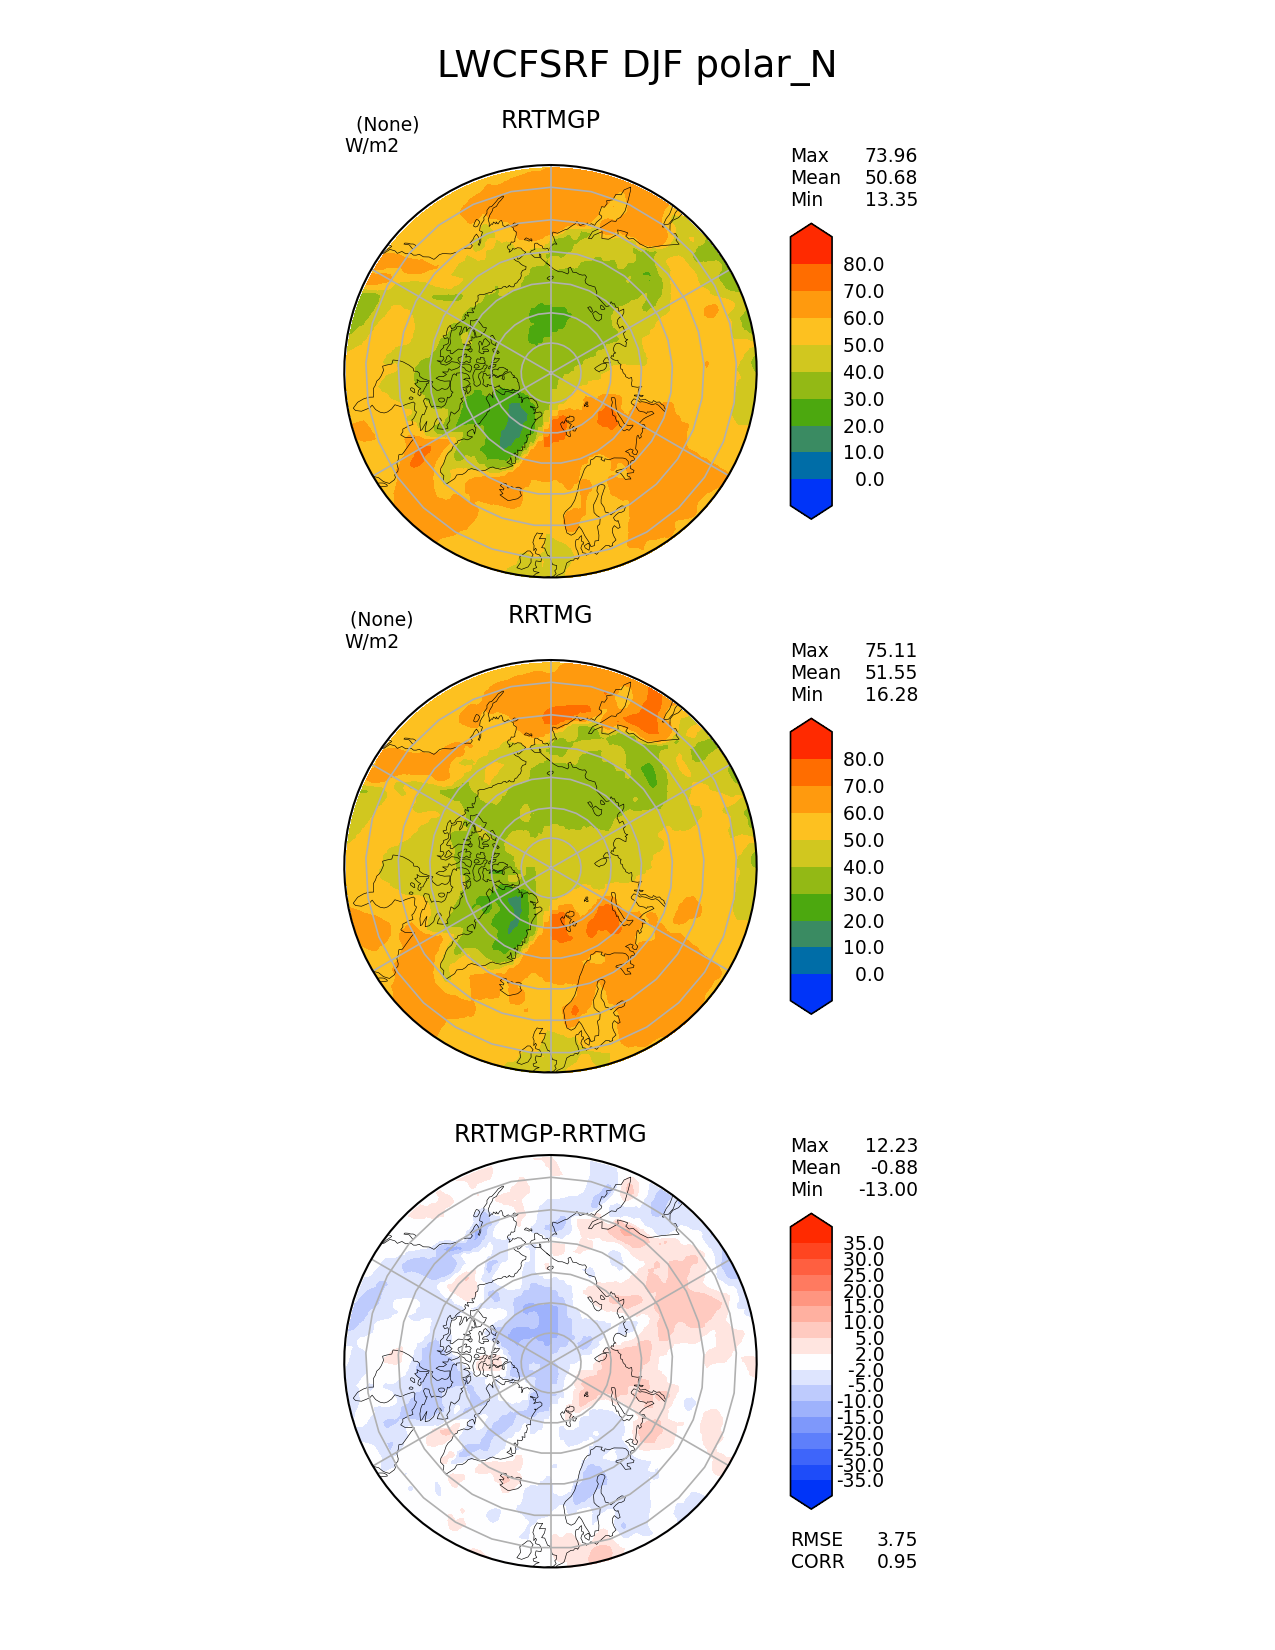 LWCFSRF DJF polar_N
(None)
RRTMGP
W/m2
Max 73.96
Mean 50.68
Min 13.35
80.0
70.0
60.0
50.0
40.0
30.0
20.0
10.0
0.0
(None)
RRTMG
W/m2
Max 75.11
Mean 51.55
Min 16.28
80.0
70.0
60.0
50.0
40.0
30.0
20.0
10.0
0.0
RRTMGP-RRTMG
Max 12.23
Mean -0.88
Min -13.00
35.0
30.0
25.0
20.0
15.0
10.0
5.0
2.0
-2.0
-5.0
-10.0
-15.0
-20.0
-25.0
-30.0
-35.0
RMSE 3.75
CORR 0.95